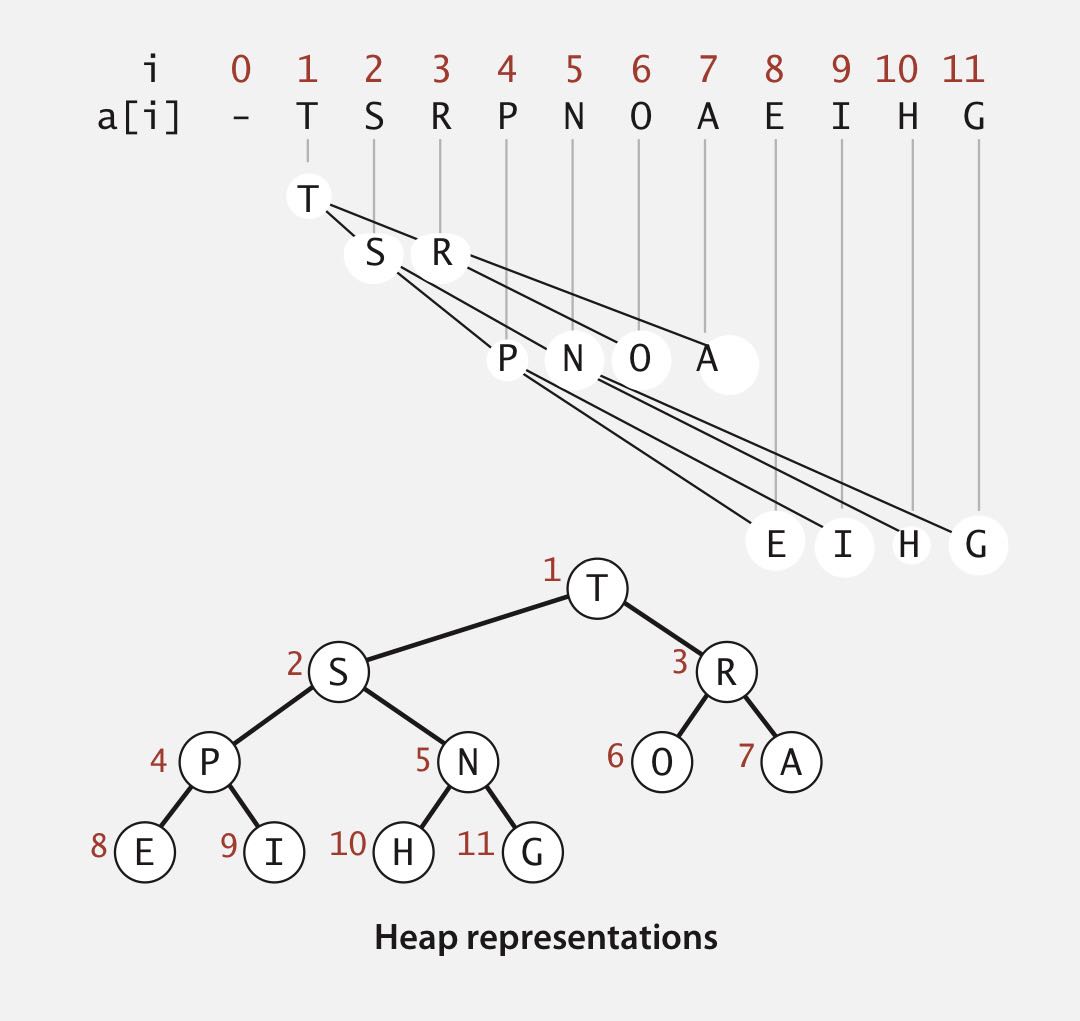 i 0 1 2 3 4 5 6 7 8 9 10 11
a[i] – T S R P N O A E I H G
T
S R
P N O A
E I H G
1 T
2 S 3 R
4 P 5 N 6 O 7 A
8 E 9 I 10 H 11 G
Heap representations